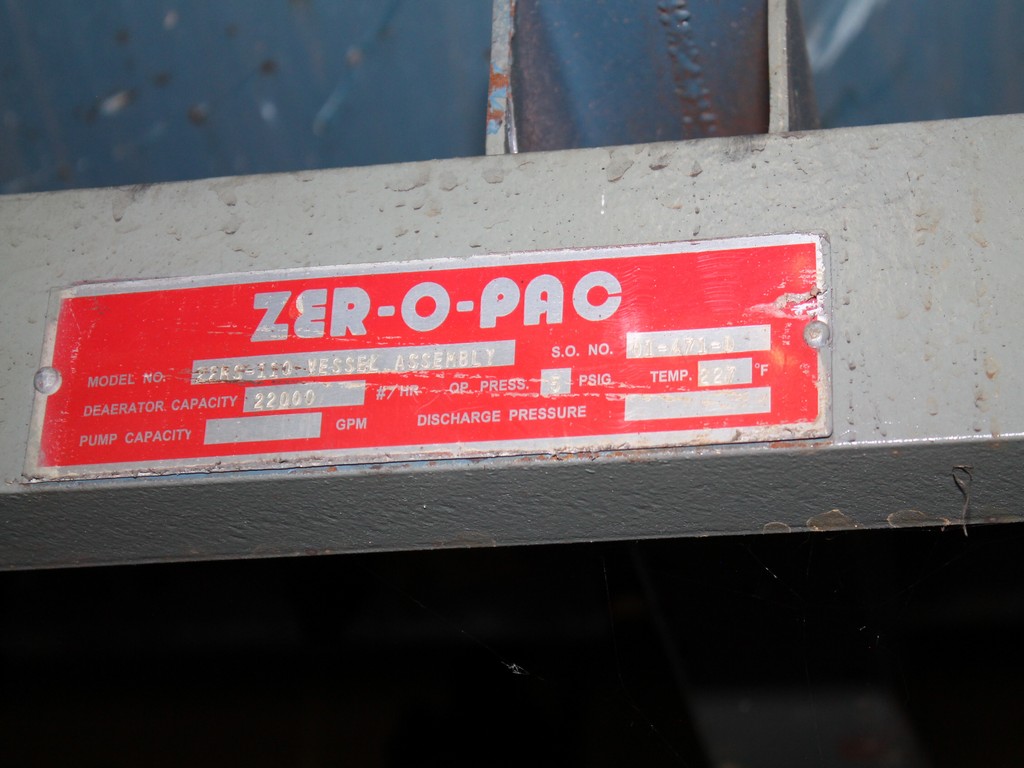 ZER-O-PAC
MODEL NO. VESSEL ASSEMBLY S.O. NO.
DEAERATOR CAPACITY 22000 #/HR OP. PRESS. 5 PSIG TEMP. 227 °F
PUMP CAPACITY GPM DISCHARGE PRESSURE